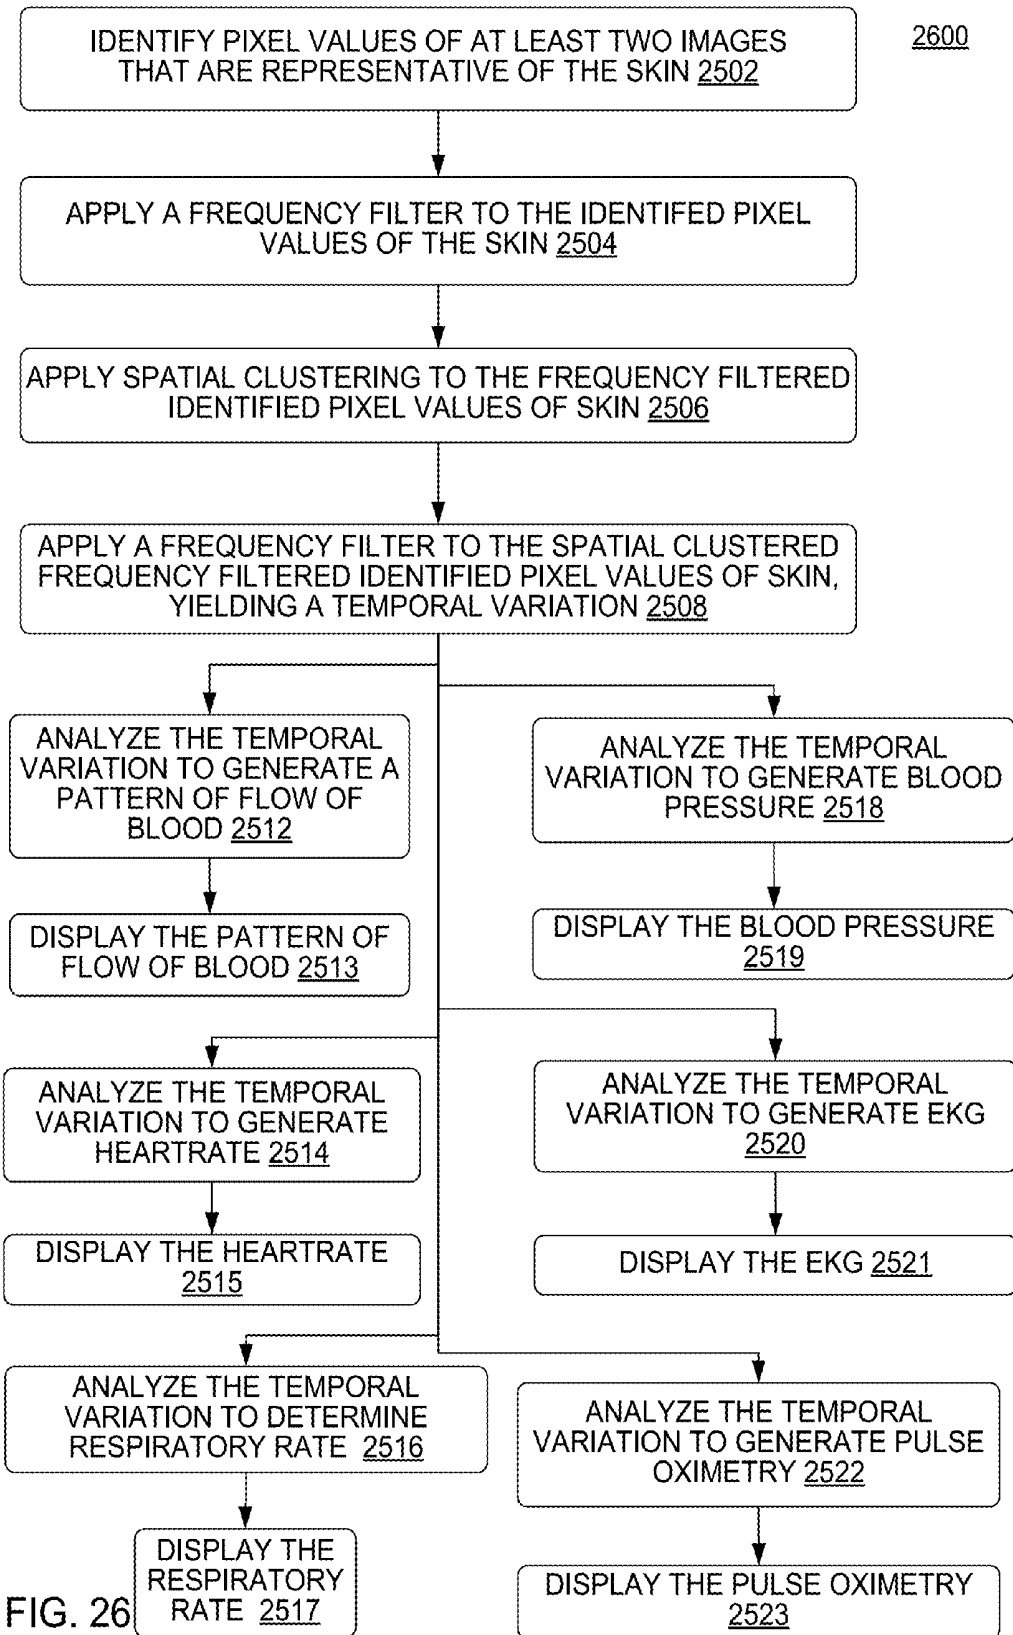 IDENTIFY PIXEL VALUES OF AT LEAST TWO IMAGES
THAT ARE REPRESENTATIVE OF THE SKIN 2502
2600
APPLY A FREQUENCY FILTER TO THE IDENTIFED PIXEL
VALUES OF THE SKIN 2504
APPLY SPATIAL CLUSTERING TO THE FREQUENCY FILTERED
IDENTIFIED PIXEL VALUES OF SKIN 2506
APPLY A FREQUENCY FILTER TO THE SPATIAL CLUSTERED
FREQUENCY FILTERED IDENTIFIED PIXEL VALUES OF SKIN,
YIELDING A TEMPORAL VARIATION 2508
ANALYZE THE TEMPORAL
VARIATION TO GENERATE A
PATTERN OF FLOW OF
BLOOD 2512
ANALYZE THE TEMPORAL
VARIATION TO GENERATE BLOOD
PRESSURE 2518
DISPLAY THE PATTERN OF
FLOW OF BLOOD 2513
DISPLAY THE BLOOD PRESSURE
2519
ANALYZE THE TEMPORAL
VARIATION TO GENERATE
HEARTRATE 2514
ANALYZE THE TEMPORAL
VARIATION TO GENERATE EKG
2520
DISPLAY THE HEARTRATE
2515
DISPLAY THE EKG 2521
ANALYZE THE TEMPORAL
VARIATION TO DETERMINE
RESPIRATORY RATE 2516
ANALYZE THE TEMPORAL
VARIATION TO GENERATE PULSE
OXIMETRY 2522
DISPLAY THE
RESPIRATORY
RATE 2517
DISPLAY THE PULSE OXIMETRY
2523
FIG. 26